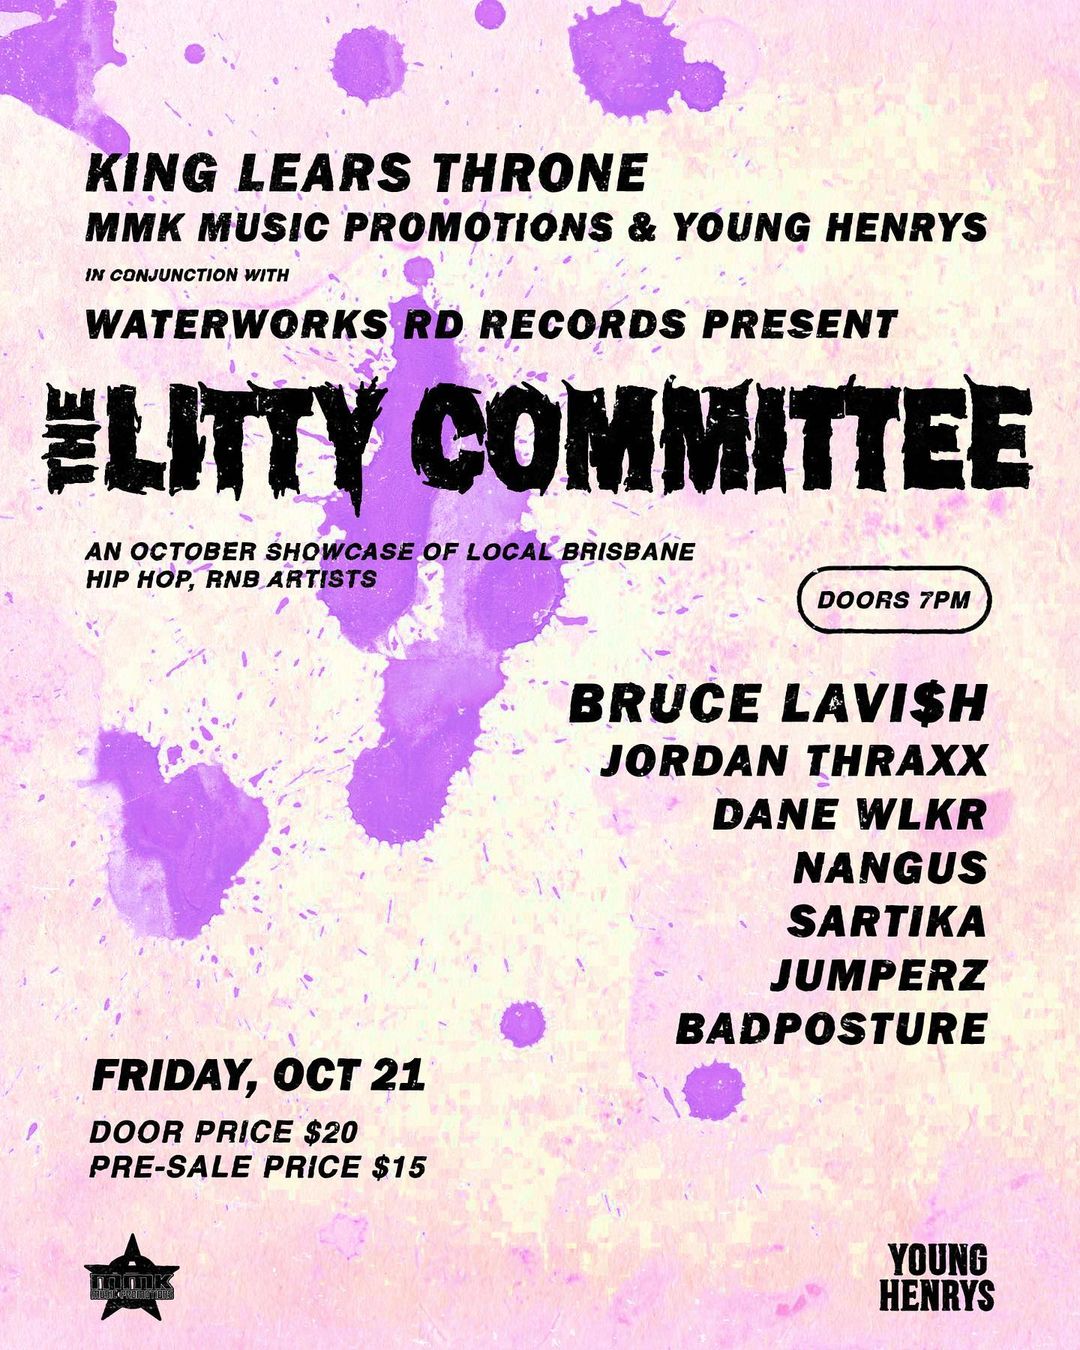 KING LEARS THRONE
MMK MUSIC PROMOTIONS & YOUNG HENRYS
IN CONJUNCTION WITH
WATERWORKS RD RECORDS PRESENT
THE LITTY COMMITTEE
AN OCTOBER SHOWCASE OF LOCAL BRISBANE
HIP HOP, RNB ARTISTS
DOORS 7PM
BRUCE LAVI$H
JORDAN THRAXX
DANE WLKR
NANGUS
SARTIKA
JUMPERZ
BADPOSTURE
FRIDAY, OCT 21
DOOR PRICE $20
PRE-SALE PRICE $15
MMK
MUSIC PROMOTIONS
YOUNG
HENRYS